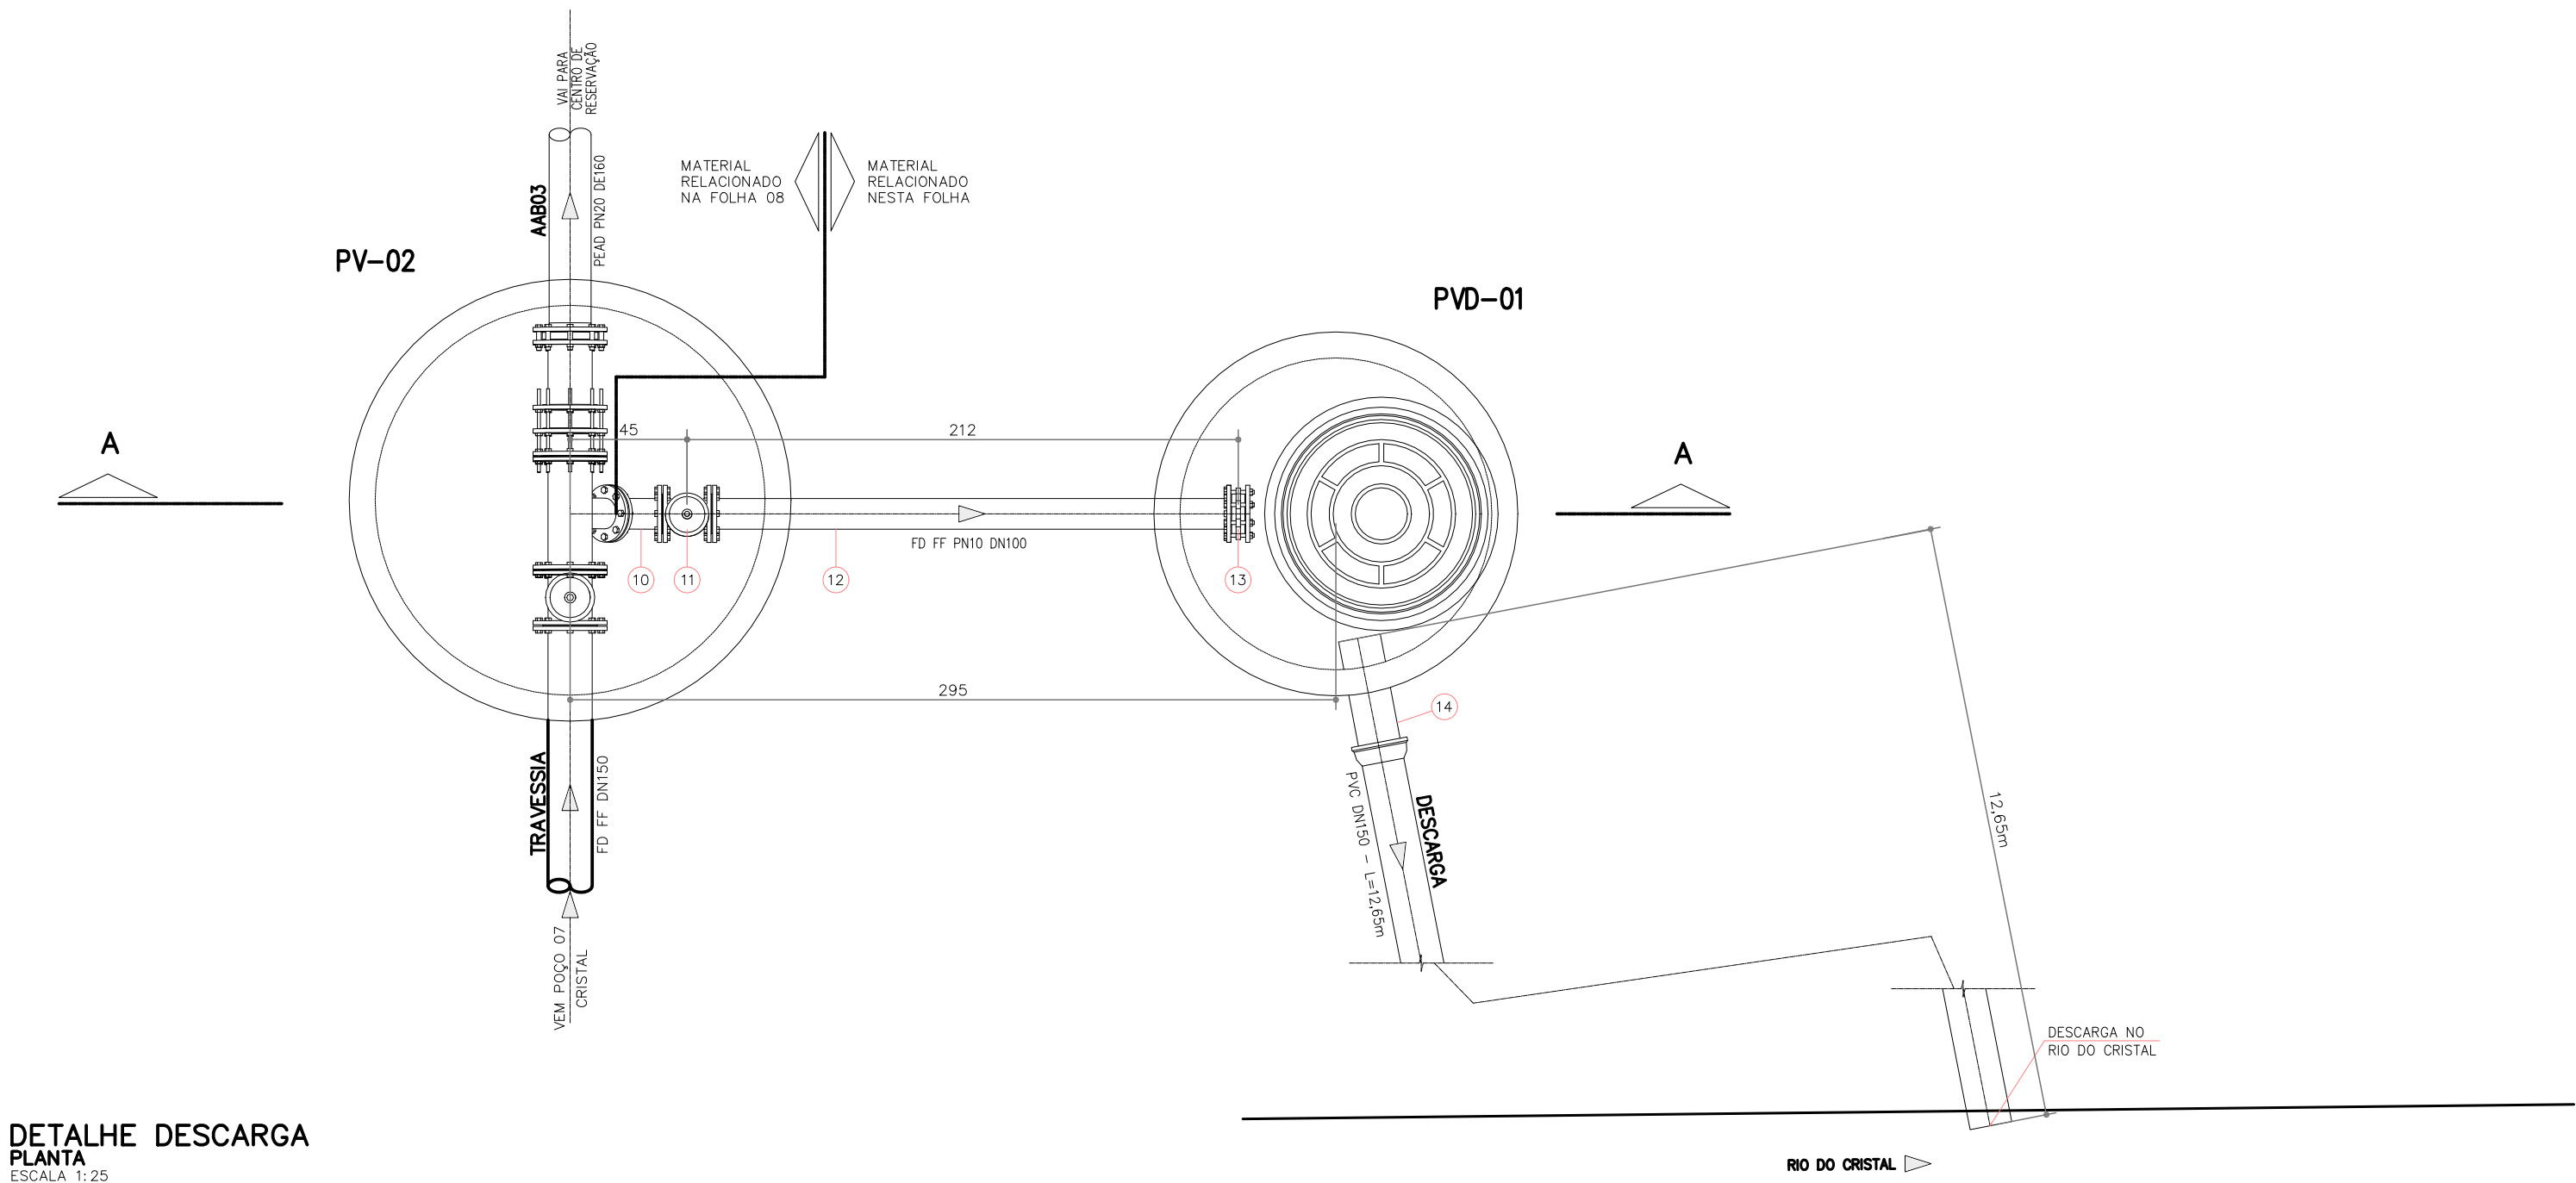 VAI PARA
CENTRO DE
RESERVAÇÃO
AAB03
PEAD PN20 DE160
MATERIAL
RELACIONADO
NA FOLHA 08
MATERIAL
RELACIONADO
NESTA FOLHA
PV-02
PVD-01
A
A
45
212
FD FF PN10 DN100
10
11
12
13
295
14
TRAVESSIA
FD FF DN150
PVC DN150 - L=12,65m
DESCARGA
12,65m
VEM POÇO 07
CRISTAL
DESCARGA NO
RIO DO CRISTAL
RIO DO CRISTAL
DETALHE DESCARGA
PLANTA
ESCALA 1:25